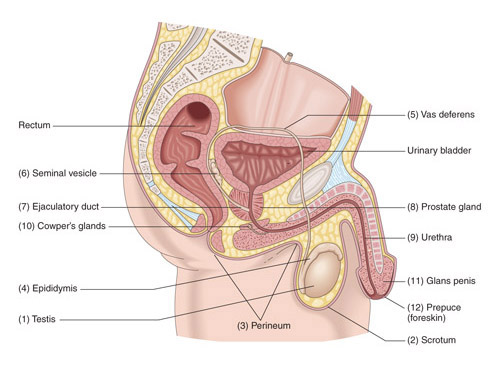 Rectum
(6) Seminal vesicle
(7) Ejaculatory duct
(10) Cowper's glands
(4) Epididymis
(1) Testis
(3) Perineum
(5) Vas deferens
Urinary bladder
(8) Prostate gland
(9) Urethra
(11) Glans penis
(12) Prepuce
(foreskin)
(2) Scrotum